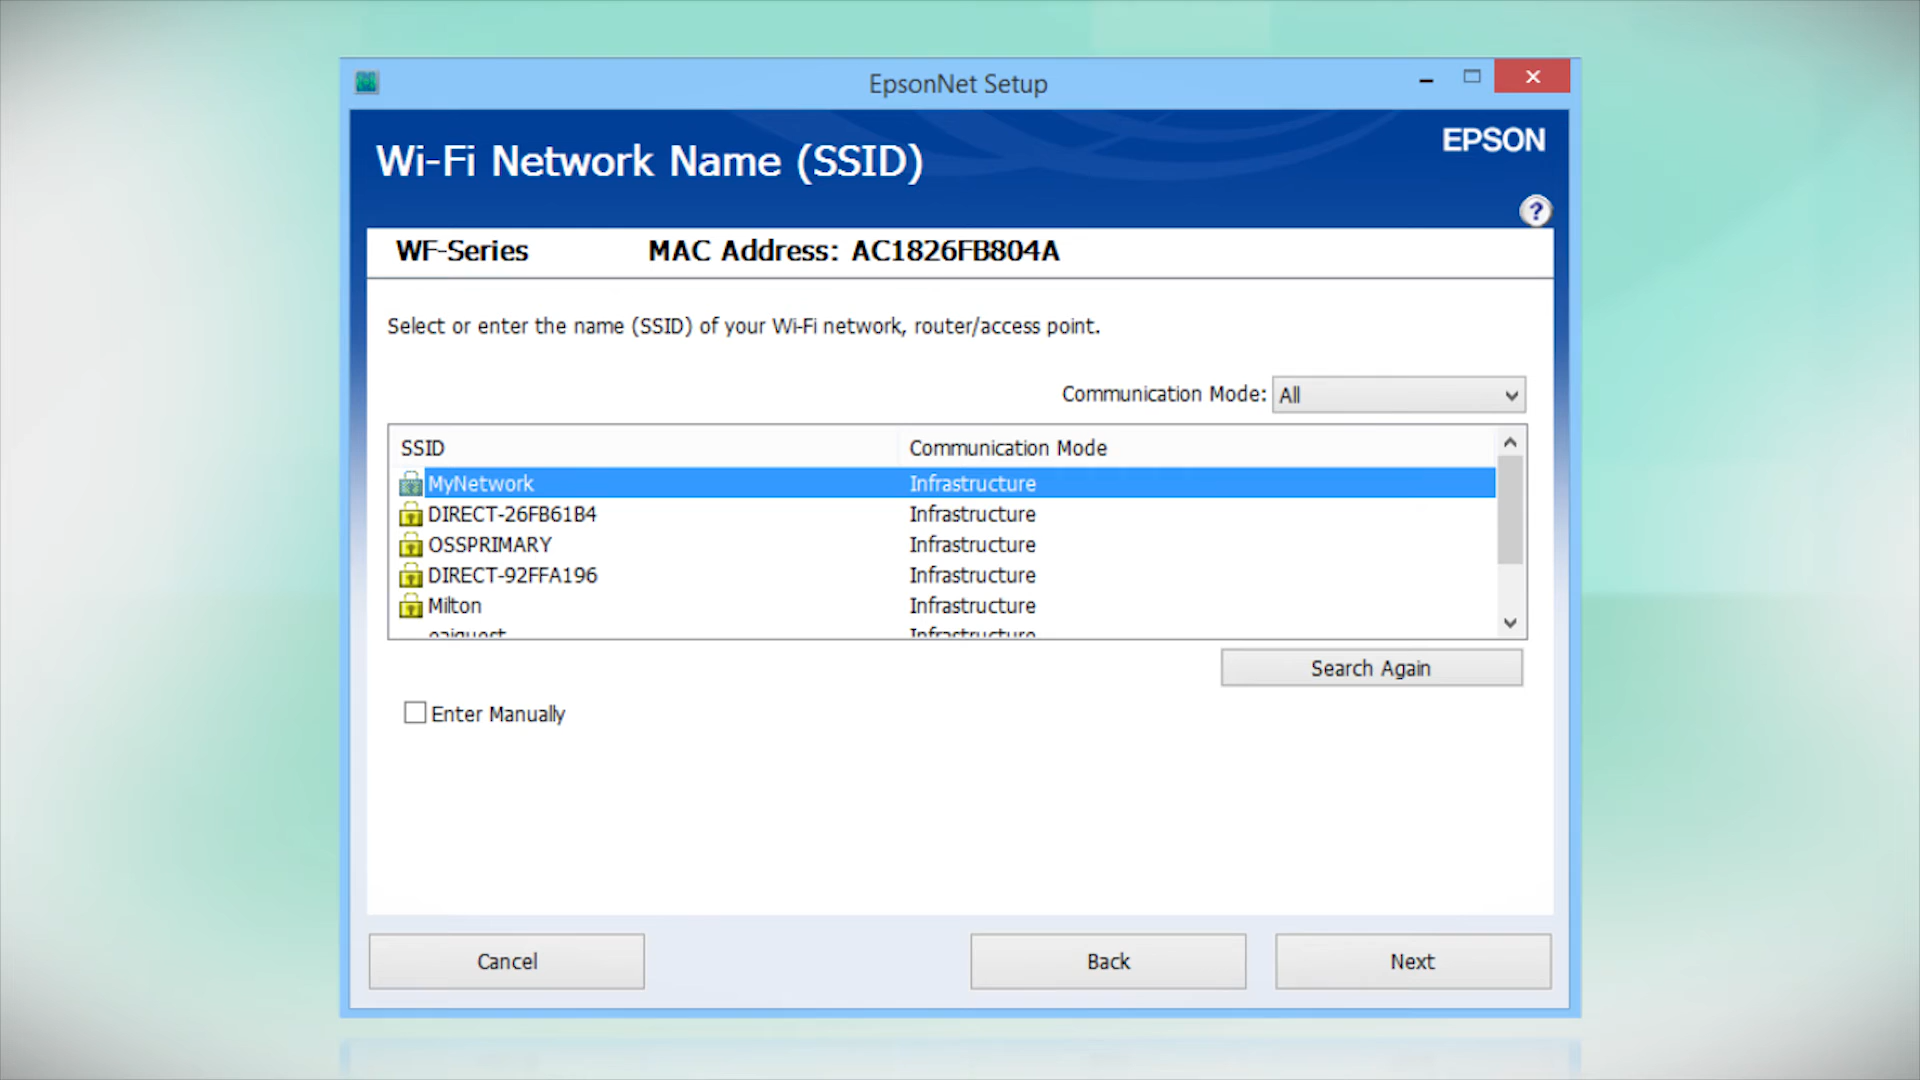 EpsonNet Setup
Wi-Fi Network Name (SSID)
EPSON
?
WF-Series MAC Address: AC1826FB804A
Select or enter the name (SSID) of your Wi-Fi network, router/access point.
Communication Mode: All
SSID Communication Mode
MyNetwork Infrastructure
DIRECT-26FB61B4 Infrastructure
OSSPRIMARY Infrastructure
DIRECT-92FFA196 Infrastructure
Milton Infrastructure
Infrastructure
Search Again
Enter Manually
Cancel Back Next